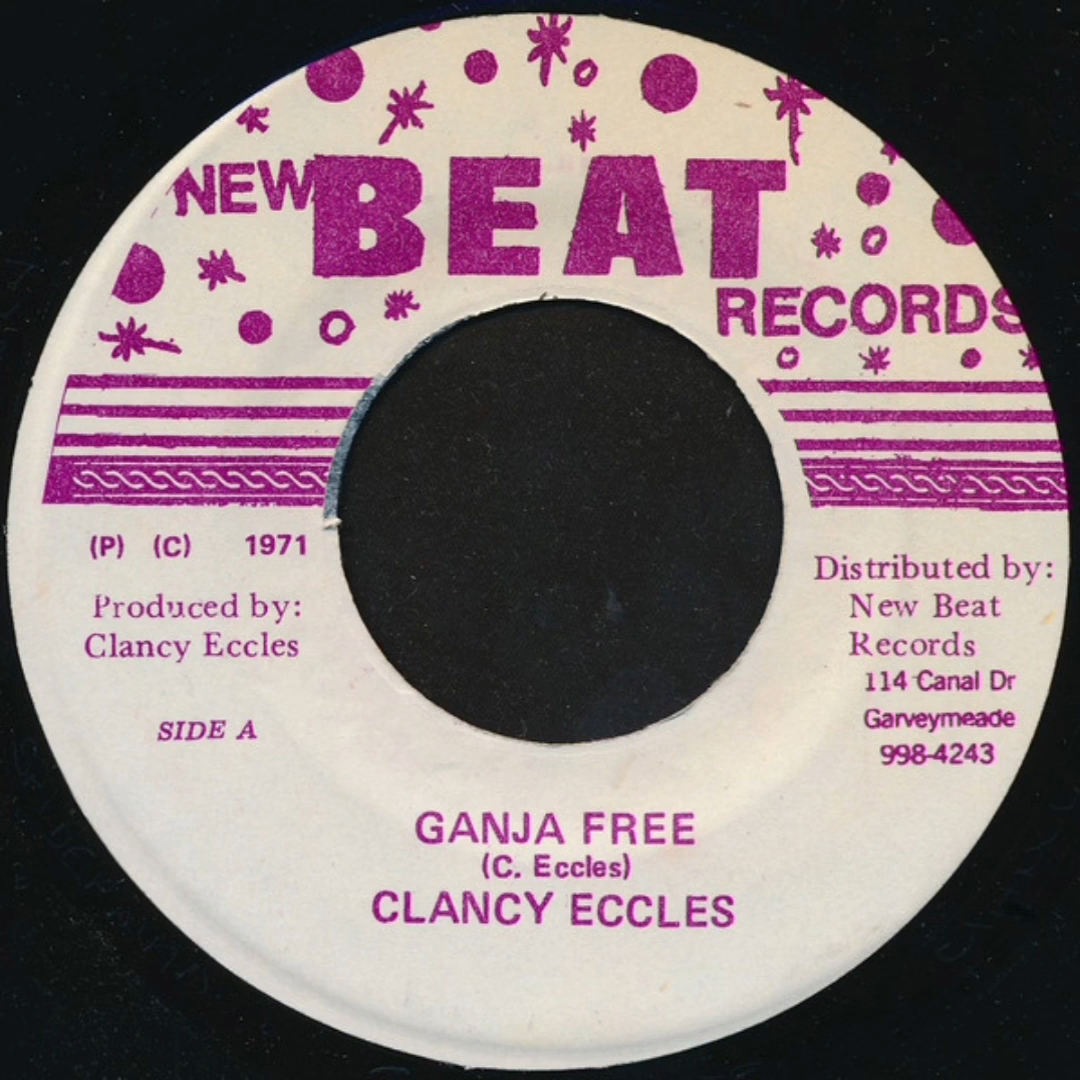 NEW BEAT
RECORDS
(P) (C) 1971
Produced by:
Clancy Eccles
SIDE A
Distributed by:
New Beat
Records
114 Canal Dr
Garveymeade
998-4243
GANJA FREE
(C. Eccles)
CLANCY ECCLES